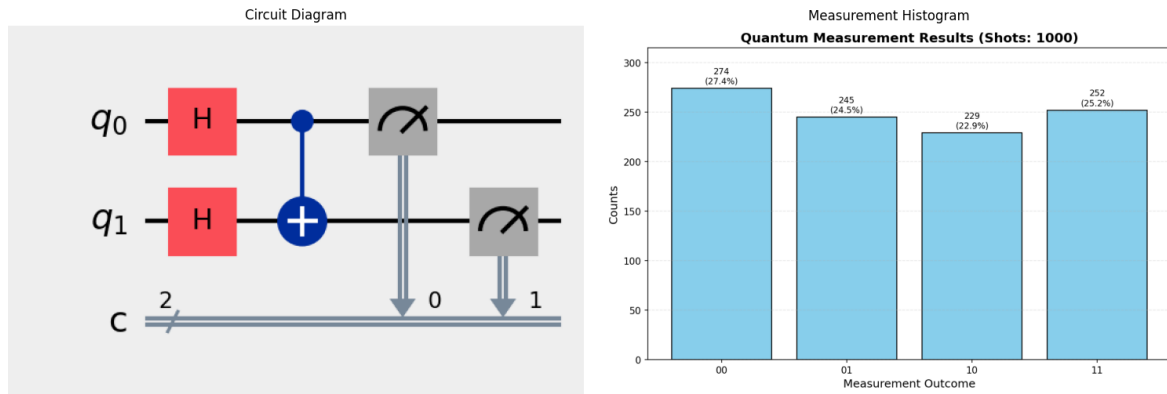 Circuit Diagram
H
q0
H
q1
2
0
1
c
Measurement Histogram
Quantum Measurement Results (Shots: 1000)
300
250
200
150
100
50
0
Counts
274
(27.4%)
245
(24.5%)
229
(22.9%)
252
(25.2%)
00
01
10
11
Measurement Outcome